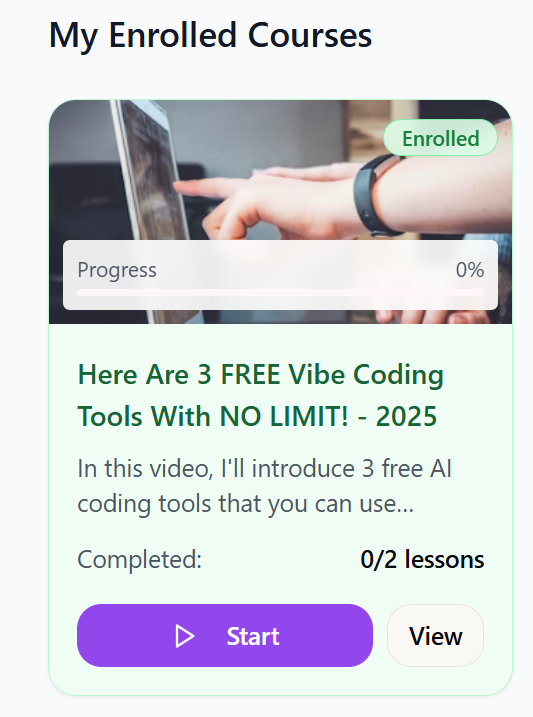 My Enrolled Courses
Enrolled
Progress 0%
Here Are 3 FREE Vibe Coding
Tools With NO LIMIT! - 2025
In this video, I'll introduce 3 free AI
coding tools that you can use...
Completed: 0/2 lessons
Start View